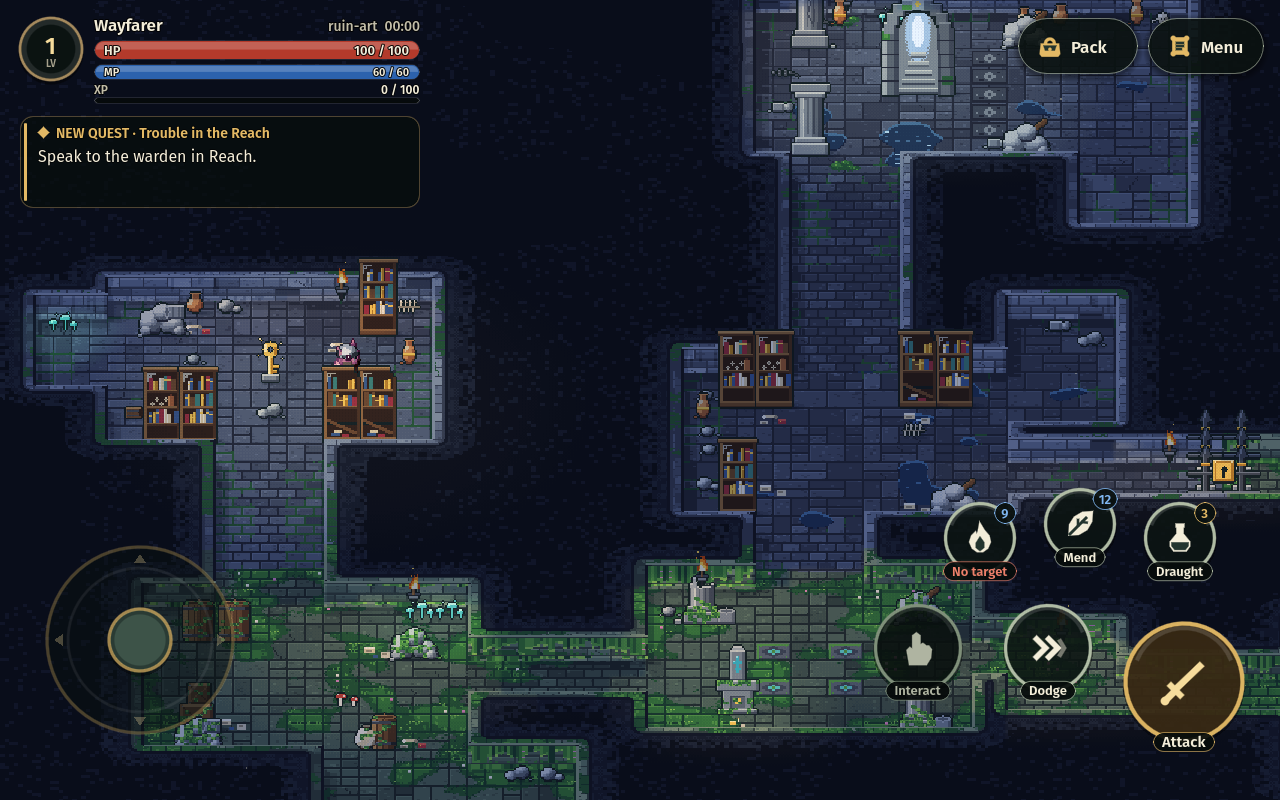 Wayfarer
ruin-art 00:00
1
LV
HP 100 / 100
MP 60 / 60
XP 0 / 100
Pack
Menu
◆ NEW QUEST · Trouble in the Reach
Speak to the warden in Reach.
9
12
3
No target
Mend
Draught
Interact
Dodge
Attack